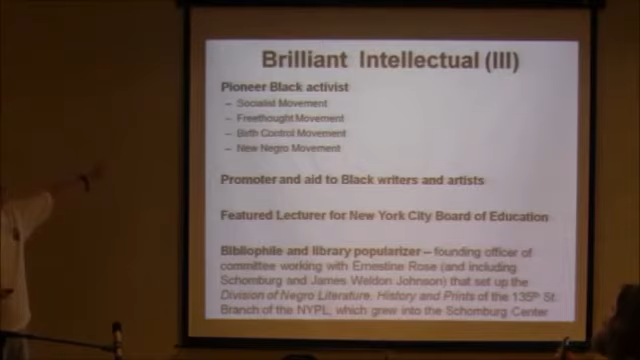 Brilliant Intellectual (III)
Pioneer Black activist
– Socialist Movement
– Freethought Movement
– Birth Control Movement
– New Negro Movement
Promoter and aid to Black writers and artists
Featured Lecturer for New York City Board of Education
Bibliophile and library popularizer – founding officer of
committee working with Ernestine Rose (and including
Schomburg and James Weldon Johnson) that set up the
Division of Negro Literature, History and Prints of the 135th St.
Branch of the NYPL, which grew into the Schomburg Center